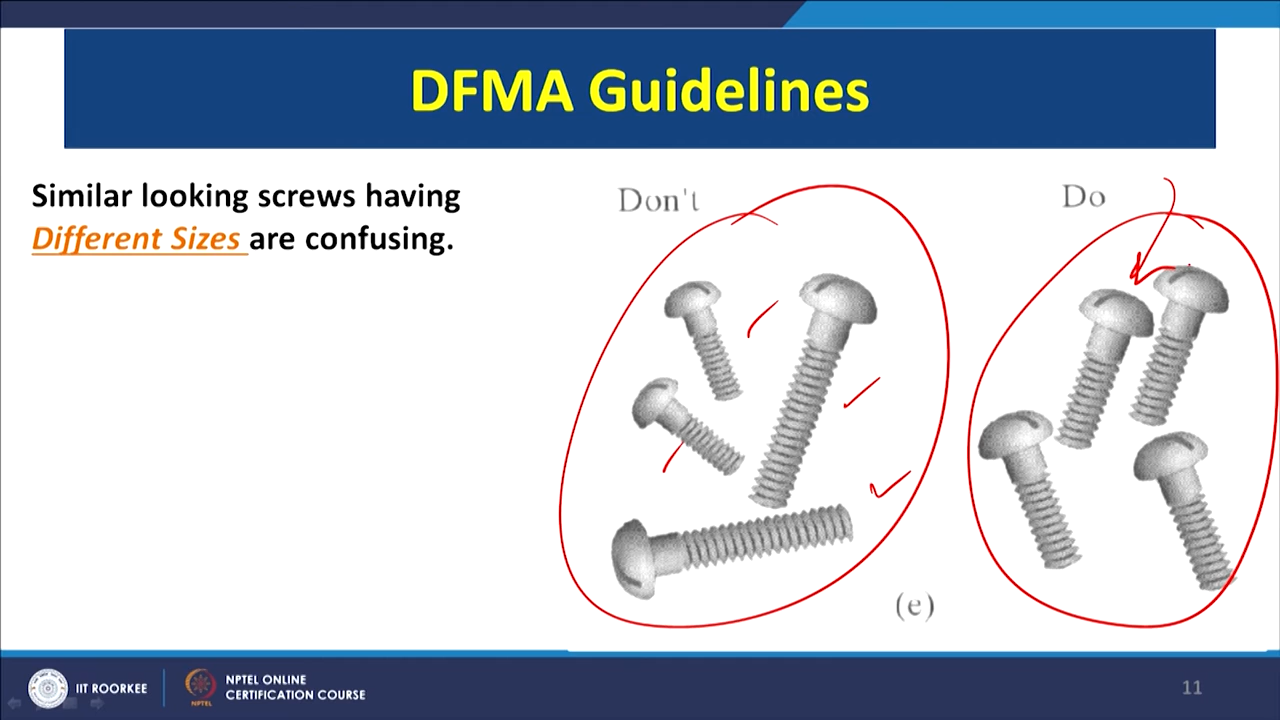 DFMA Guidelines
Similar looking screws having
Different Sizes are confusing.
Don't
Do
(e)
IIT ROORKEE
NPTEL
NPTEL ONLINE
CERTIFICATION COURSE
11